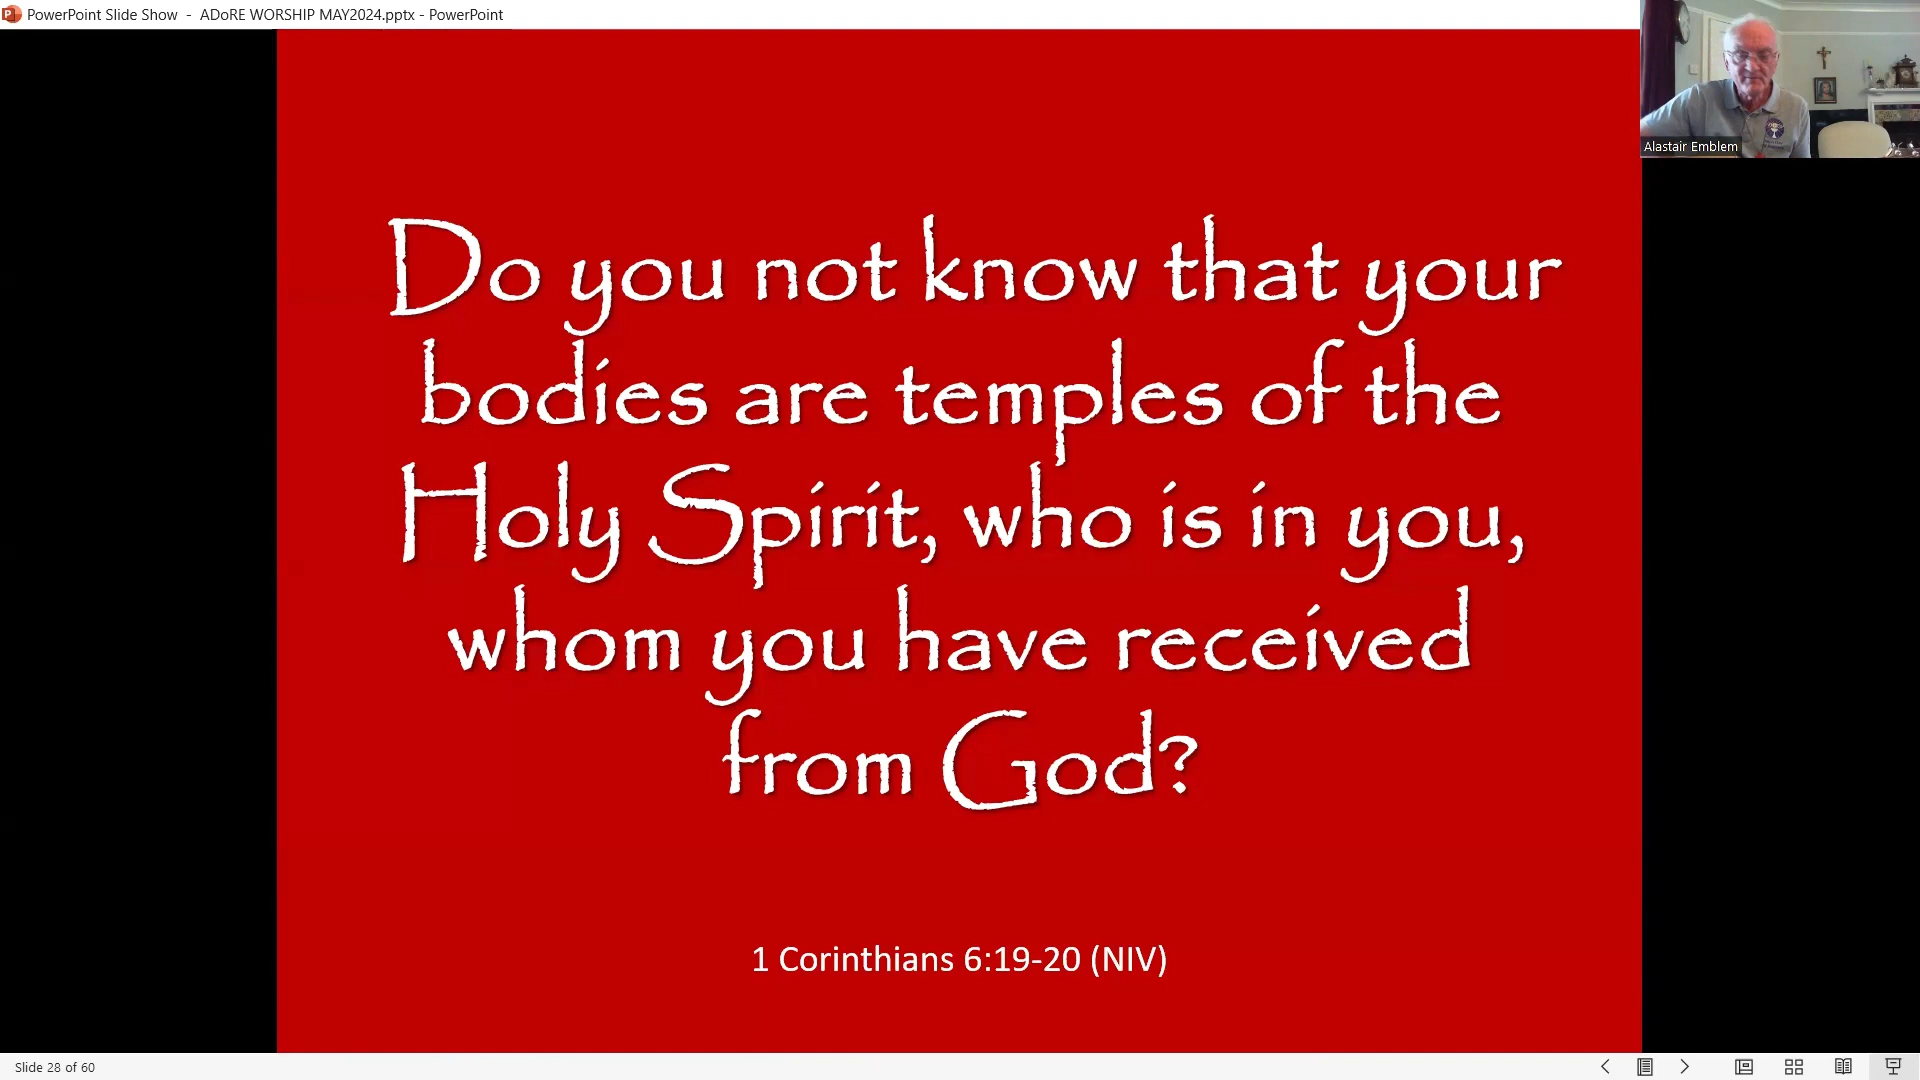 PowerPoint Slide Show - ADoRE WORSHIP MAY2024.pptx - PowerPoint
Alastair Emblem
Do you not know that your
bodies are temples of the
Holy Spirit, who is in you,
whom you have received
from God?
1 Corinthians 6:19-20 (NIV)
Slide 28 of 60